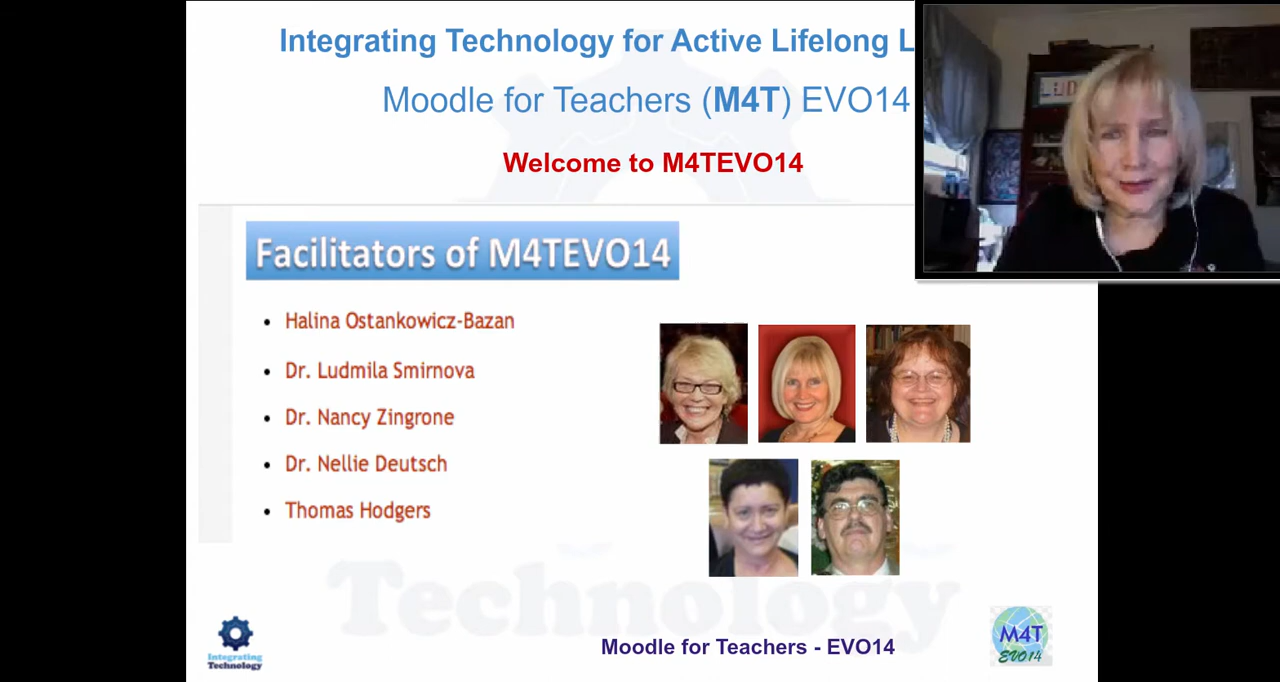 Integrating Technology for Active Lifelong L
Moodle for Teachers (M4T) EVO14
Welcome to M4TEVO14
Facilitators of M4TEVO14
Halina Ostankowicz-Bazan
Dr. Ludmila Smirnova
Dr. Nancy Zingrone
Dr. Nellie Deutsch
Thomas Hodgers
Technology
Integrating
Technology
Moodle for Teachers - EVO14
M4T
EVO14